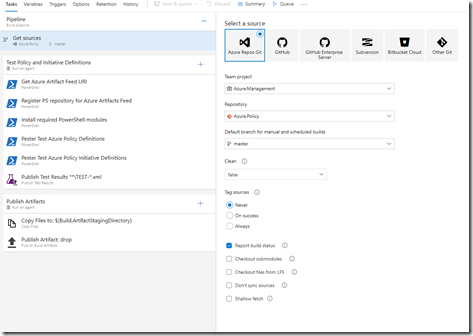 Tasks Variables Triggers Options Retention History Save & queue Discard Summary Queue
Pipeline
Build pipeline
Get sources
Azure.Policy master
Test Policy and Initiative Definitions
Run on agent
Get Azure Artifact Feed URI
PowerShell
Register PS repository for Azure Artifacts Feed
PowerShell
Install required PowerShell modules
PowerShell
Pester Test Azure Policy Definitions
PowerShell
Pester Test Azure Policy Initiative Definitions
PowerShell
Publish Test Results **\TEST-*.xml
Publish Test Results
Publish Artifacts
Run on agent
Copy Files to: $(Build.ArtifactStagingDirectory)
Copy Files
Publish Artifact: drop
Publish Build Artifacts
Select a source
Azure Repos Git
GitHub
GitHub Enterprise Server
Subversion
Bitbucket Cloud
Other Git
Team project
Azure.Management
Repository
Azure.Policy
Default branch for manual and scheduled builds
master
Clean
false
Tag sources
Never
On success
Always
Report build status
Checkout submodules
Checkout files from LFS
Don't sync sources
Shallow fetch